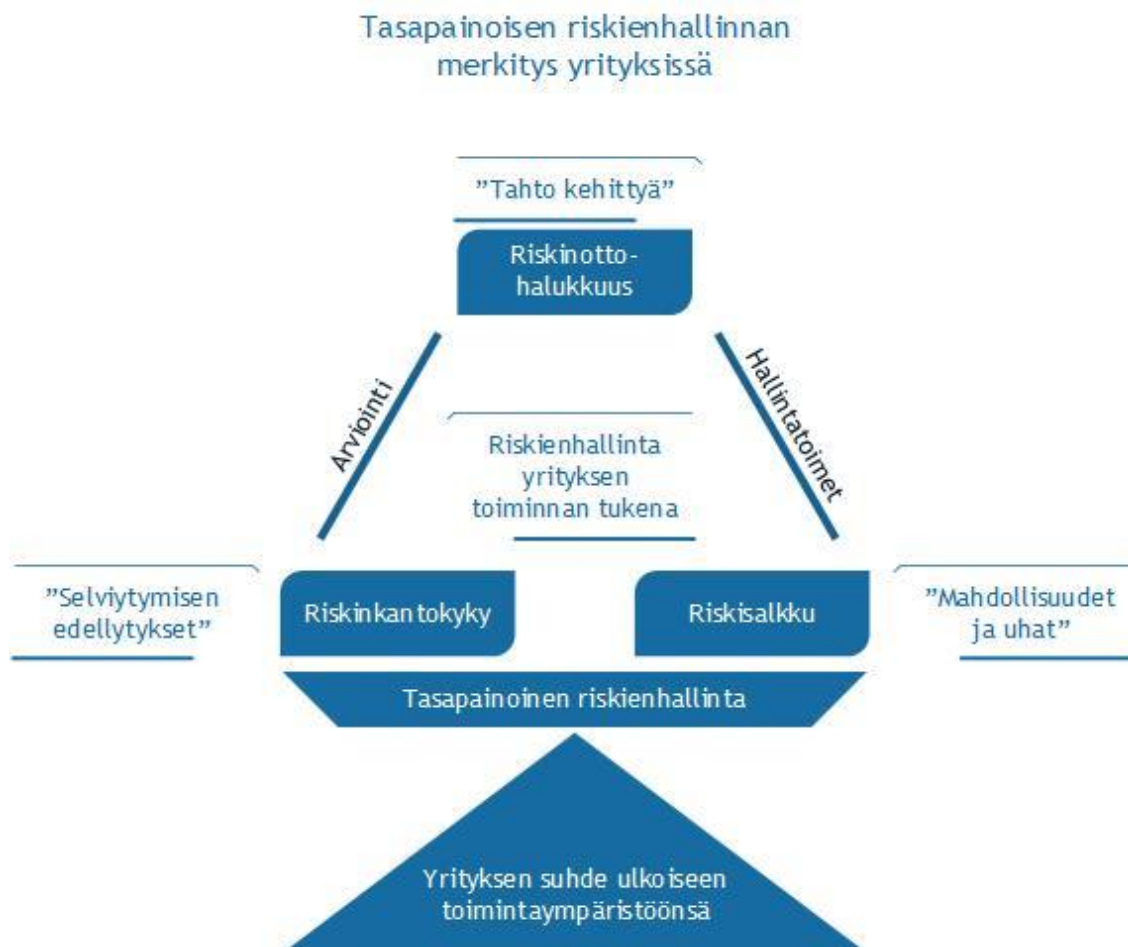 Tasapainoisen riskienhallinnan
merkitys yrityksissä
”Tahto kehittyä”
Riskinotto-
halukkuus
Arviointi
Hallintatoimet
Riskienhallinta
yrityksen
toiminnan tukena
”Selviytymisen
edellytykset”
Riskinkantokyky
Riskisalkku
”Mahdollisuudet
ja uhat”
Tasapainoinen riskienhallinta
Yrityksen suhde ulkoiseen
toimintaympäristöönsä